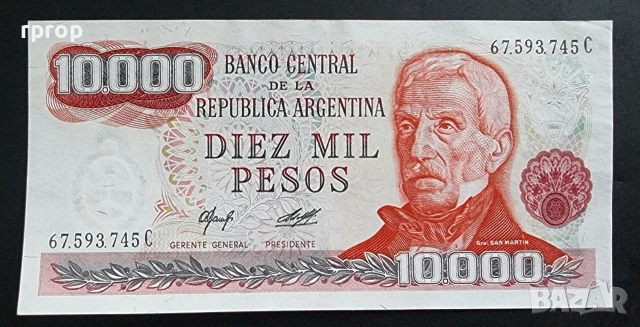 rprop
10.000
67.593.745 C
BANCO CENTRAL
DE LA
REPUBLICA ARGENTINA
DIEZ MIL
PESOS
67.593.745 C
GERENTE GENERAL PRESIDENTE
Gral. SAN MARTIN
10.000
BAZAR